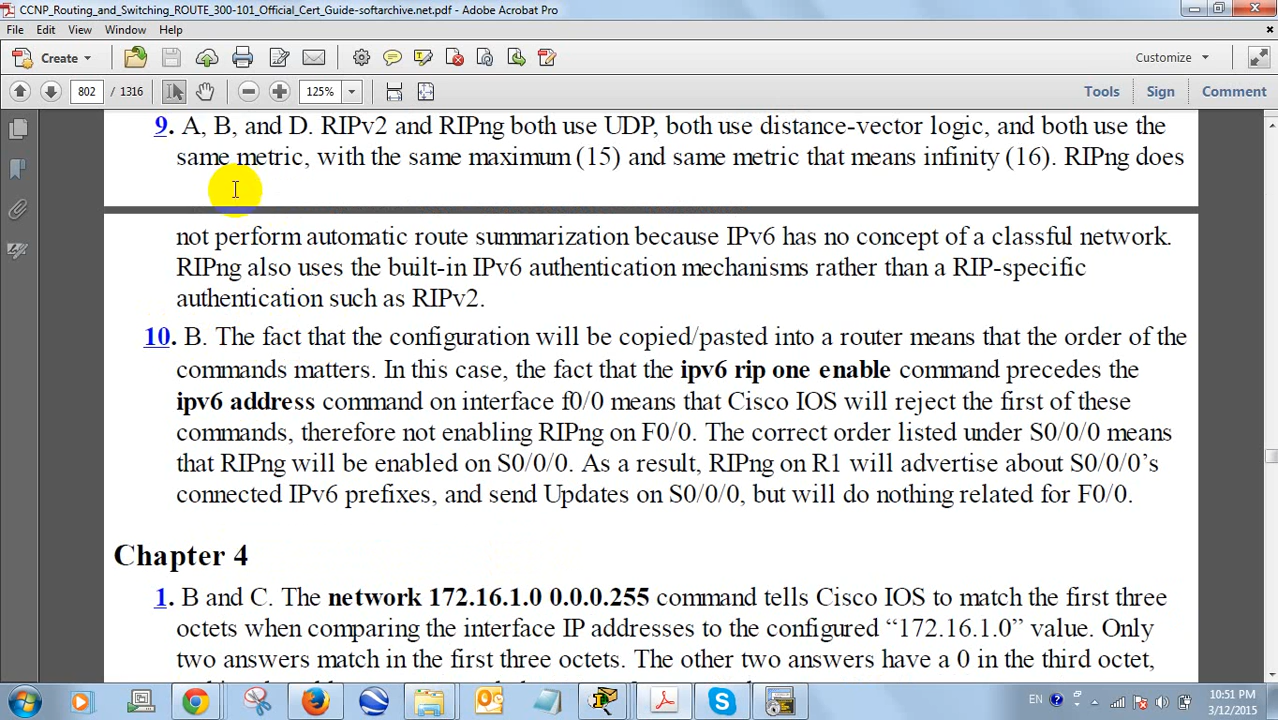 CCNP_Routing_and_Switching_ROUTE_300-101_Official_Cert_Guide-softarchive.net.pdf - Adobe Acrobat Pro
File Edit View Window Help
Create Customize
802 / 1316 125% Tools Sign Comment
9. A, B, and D. RIPv2 and RIPng both use UDP, both use distance-vector logic, and both use the
same metric, with the same maximum (15) and same metric that means infinity (16). RIPng does
not perform automatic route summarization because IPv6 has no concept of a classful network.
RIPng also uses the built-in IPv6 authentication mechanisms rather than a RIP-specific
authentication such as RIPv2.
10. B. The fact that the configuration will be copied/pasted into a router means that the order of the
commands matters. In this case, the fact that the ipv6 rip one enable command precedes the
ipv6 address command on interface f0/0 means that Cisco IOS will reject the first of these
commands, therefore not enabling RIPng on F0/0. The correct order listed under S0/0/0 means
that RIPng will be enabled on S0/0/0. As a result, RIPng on R1 will advertise about S0/0/0’s
connected IPv6 prefixes, and send Updates on S0/0/0, but will do nothing related for F0/0.
Chapter 4
1. B and C. The network 172.16.1.0 0.0.0.255 command tells Cisco IOS to match the first three
octets when comparing the interface IP addresses to the configured “172.16.1.0” value. Only
two answers match in the first three octets. The other two answers have a 0 in the third octet,
EN 10:51 PM
3/12/2015